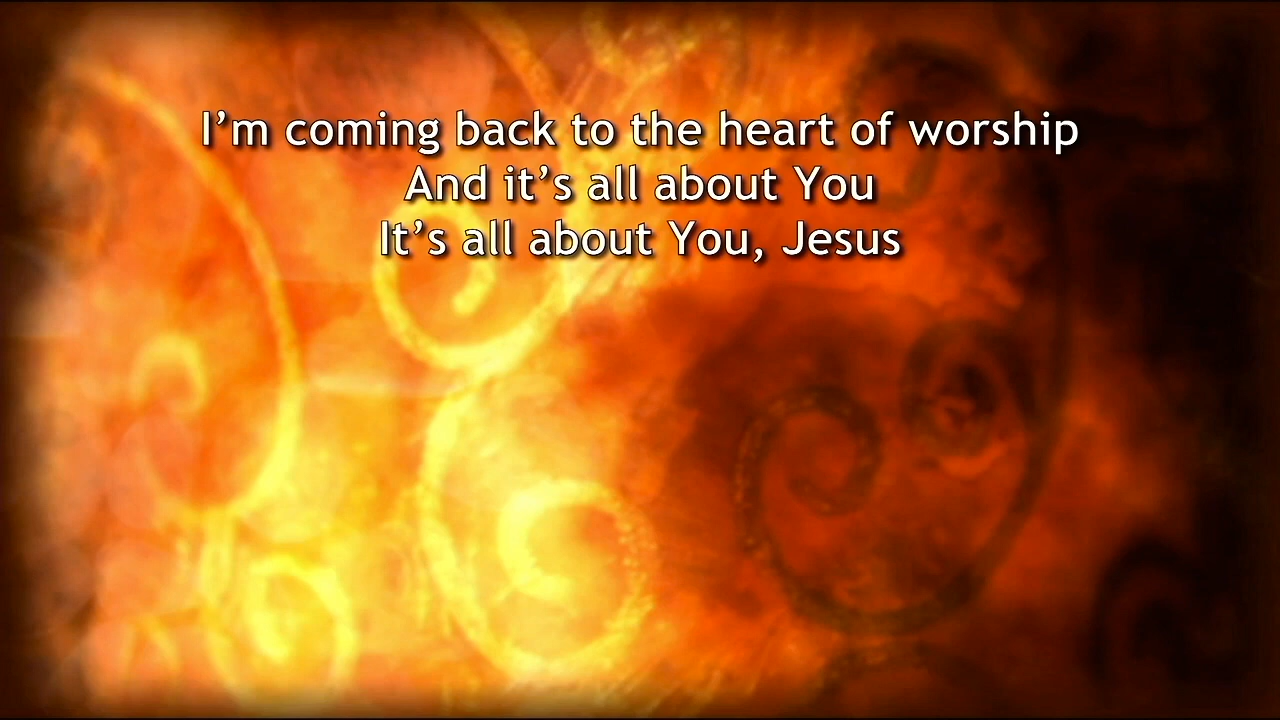 I’m coming back to the heart of worship
And it’s all about You
It’s all about You, Jesus